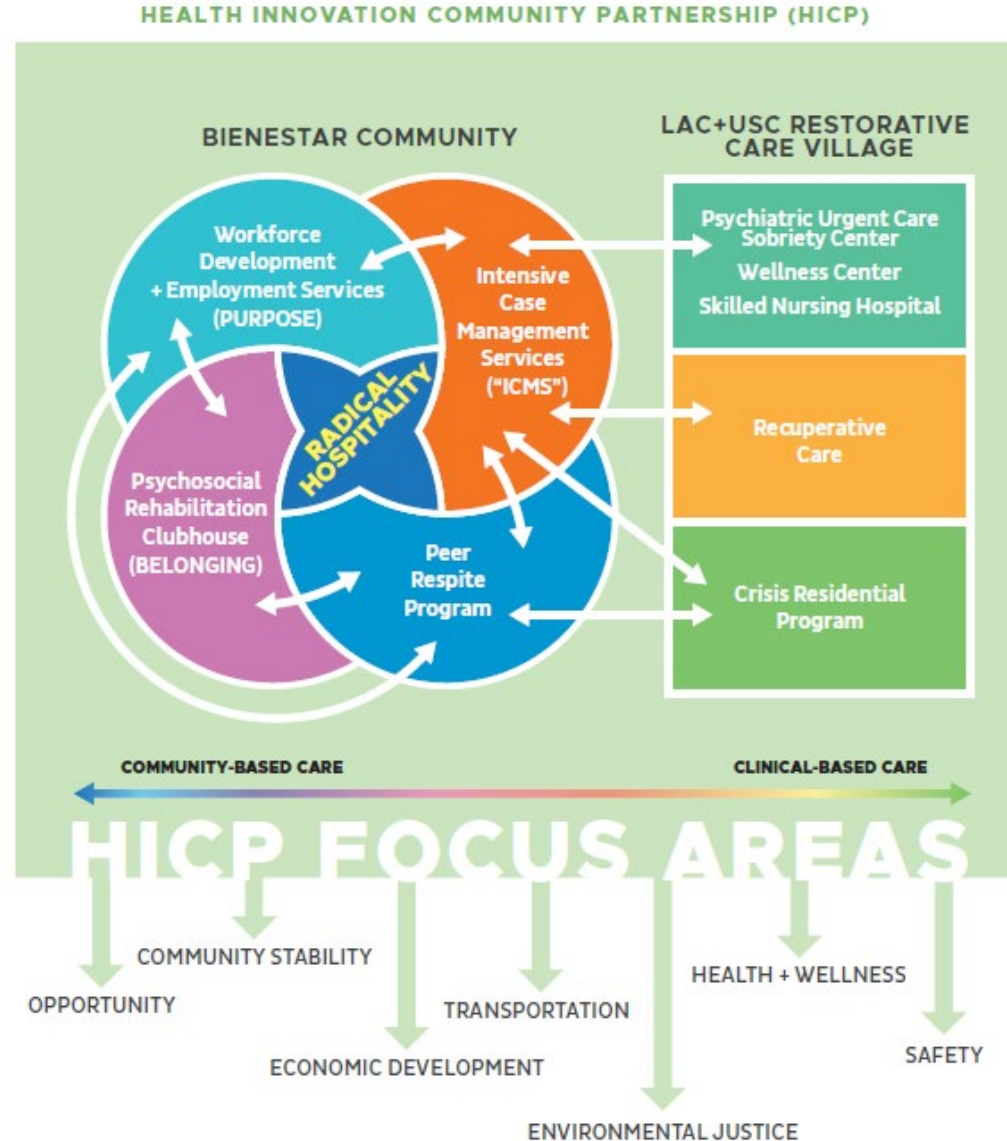 HEALTH INNOVATION COMMUNITY PARTNERSHIP (HICP)
BIENESTAR COMMUNITY
LAC+USC RESTORATIVE
CARE VILLAGE
Workforce
Development
+ Employment Services
(PURPOSE)
Intensive
Case
Management
Services
("ICMS")
RADICAL
HOSPITALITY
Psychosocial
Rehabilitation
Clubhouse
(BELONGING)
Peer
Respite
Program
Psychiatric Urgent Care
Sobriety Center
Wellness Center
Skilled Nursing Hospital
Recuperative
Care
Crisis Residential
Program
COMMUNITY-BASED CARE
CLINICAL-BASED CARE
HICP FOCUS AREAS
OPPORTUNITY
COMMUNITY STABILITY
ECONOMIC DEVELOPMENT
TRANSPORTATION
ENVIRONMENTAL JUSTICE
HEALTH + WELLNESS
SAFETY